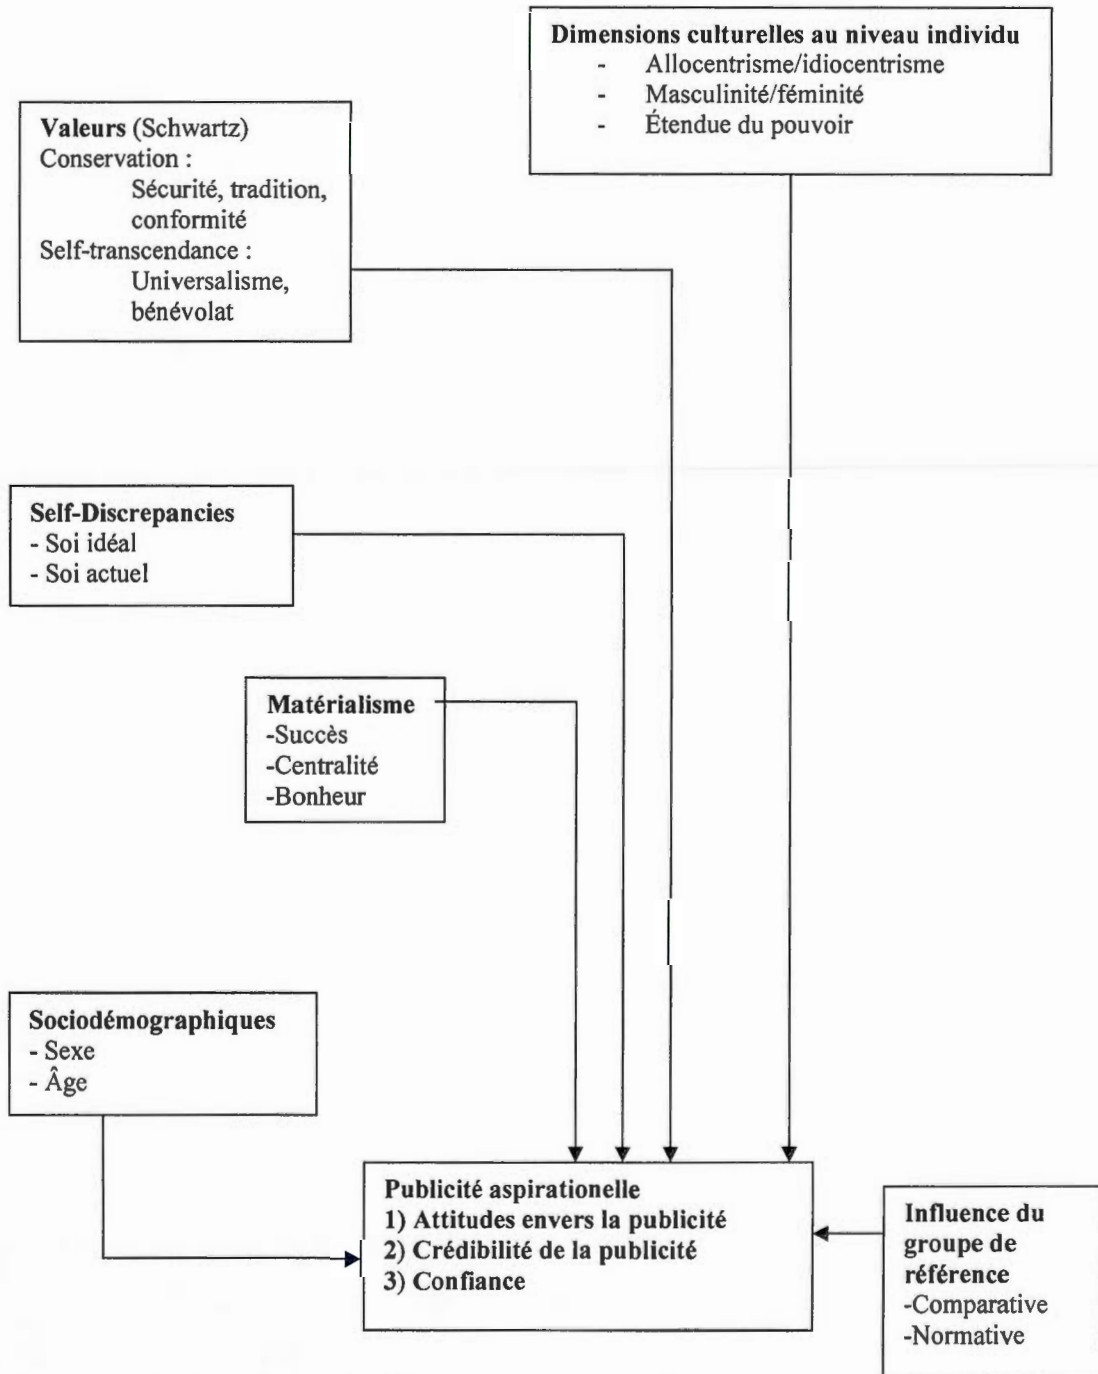 Dimensions culturelles au niveau individu
- Allocentrisme/idiocentrisme
- Masculinité/féminité
- Étendue du pouvoir
Valeurs (Schwartz)
Conservation :
Sécurité, tradition,
conformité
Self-transcendance :
Universalisme,
bénévolat
Self-Discrepancies
- Soi idéal
- Soi actuel
Matérialisme
-Succès
-Centralité
-Bonheur
Sociodémographiques
- Sexe
- Âge
Publicité aspirationelle
1) Attitudes envers la publicité
2) Crédibilité de la publicité
3) Confiance
Influence du
groupe de
référence
-Comparative
-Normative